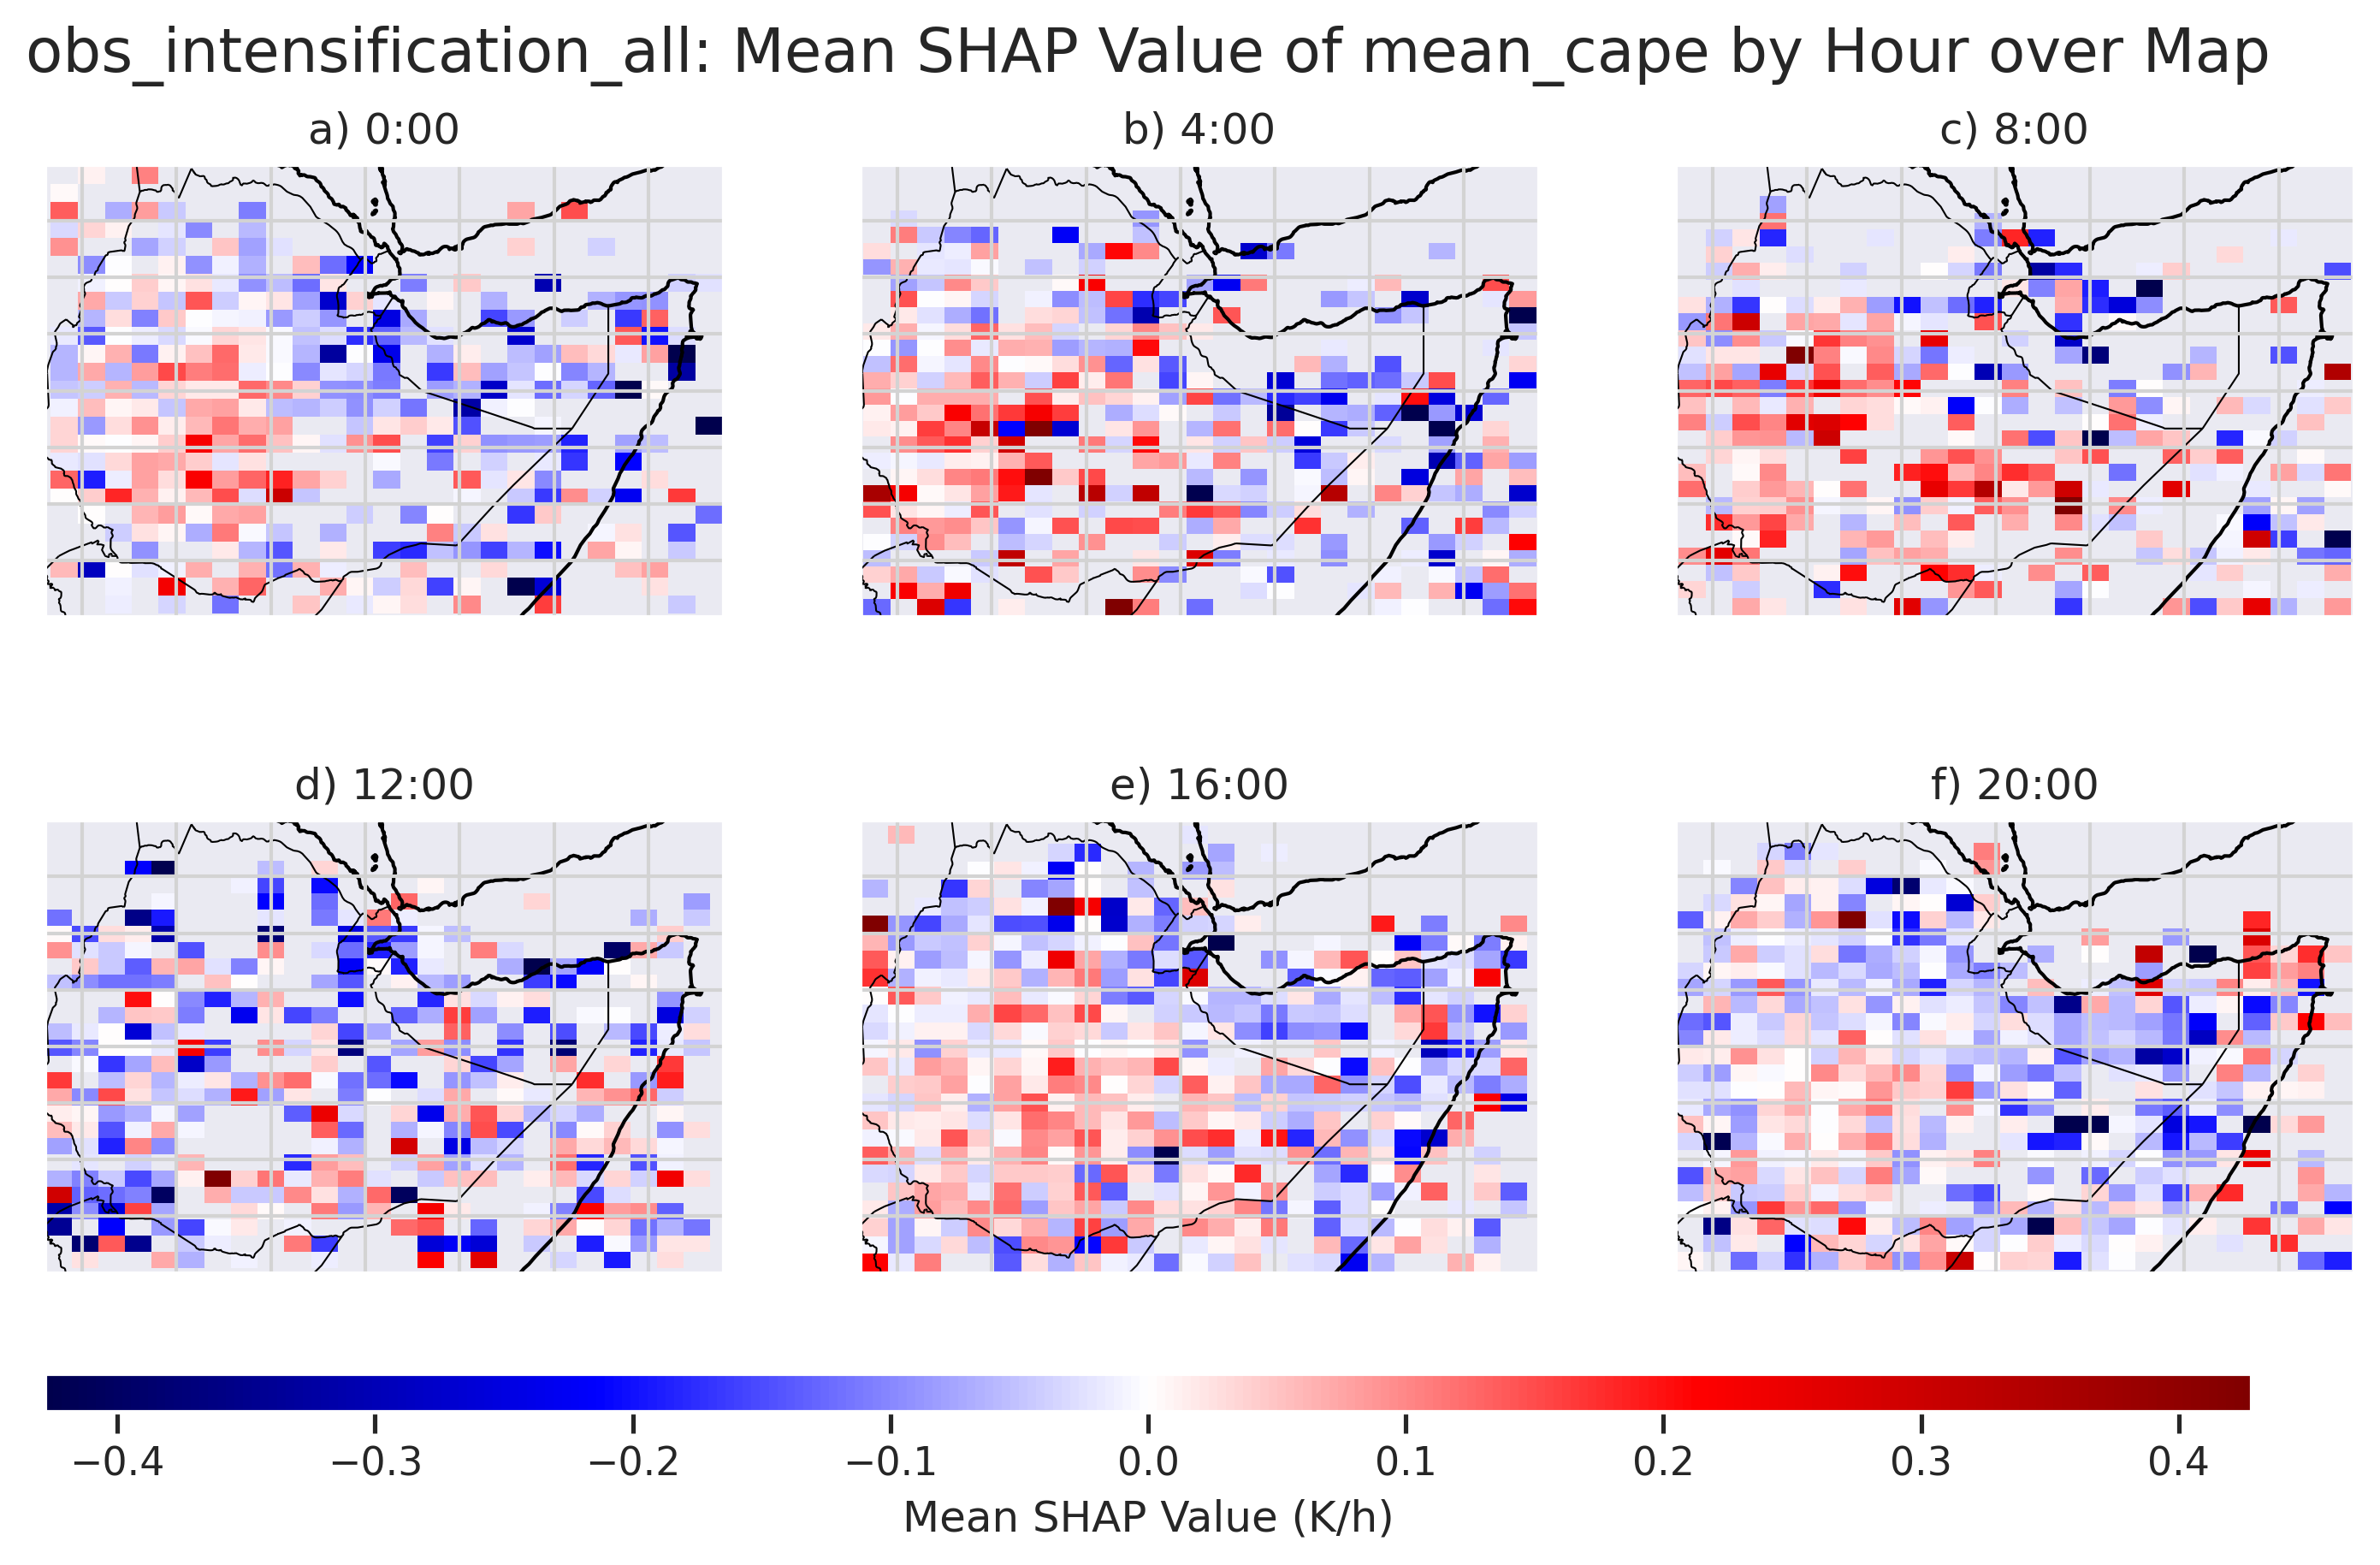 obs_intensification_all: Mean SHAP Value of mean_cape by Hour over Map
a) 0:00
b) 4:00
c) 8:00
d) 12:00
e) 16:00
f) 20:00
−0.4
−0.3
−0.2
−0.1
0.0
0.1
0.2
0.3
0.4
Mean SHAP Value (K/h)